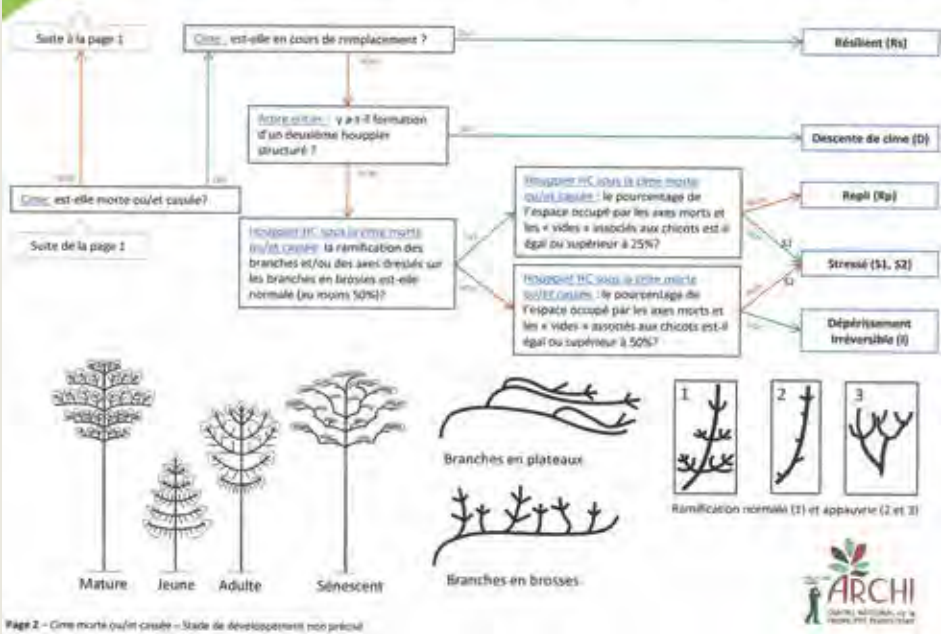 Suite à la page 1
Cime : est-elle en cours de remplacement ?
Résilient (Rs)
Arbre entier : y a-t-il formation
d'un deuxième houppier
structuré ?
Descente de cime (D)
Cime: est-elle morte ou/et cassée?
Suite de la page 1
Houppier HC sous la cime morte
ou/et cassée: la ramification des
branches et/ou des axes dressés sur
les branches en brosses est-elle
normale (au moins 50%)?
Houppier HC sous la cime morte
ou/et cassée : le pourcentage de
l'espace occupé par les axes morts et
les « vides » associés aux chicots est-il
égal ou supérieur à 25%?
Repli (Rp)
S1
Stressé (S1, S2)
S2
Houppier HC sous la cime morte
ou/et cassée : le pourcentage de
l'espace occupé par les axes morts et
les « vides » associés aux chicots est-il
égal ou supérieur à 50%?
Dépérissement
Irréversible (I)
Mature
Jeune
Adulte
Sénescent
Branches en plateaux
Branches en brosses
1
2
3
Ramification normale (1) et appauvrie (2 et 3)
ARCHI
Page 2 – Cime morte ou/et cassée – Stade de développement non précisé